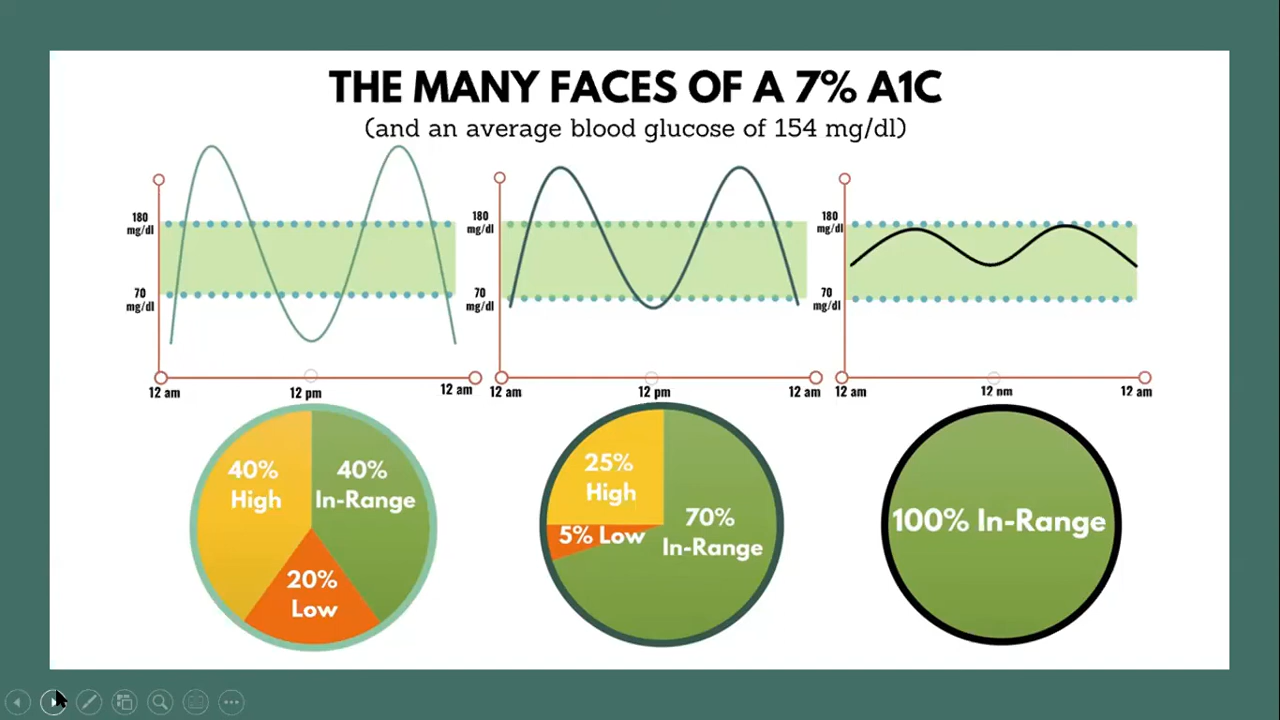 THE MANY FACES OF A 7% A1C
(and an average blood glucose of 154 mg/dl)
180
mg/dl
70
mg/dl
12 am
12 pm
12 am
180
mg/dl
70
mg/dl
12 am
12 pm
12 am
180
mg/dl
70
mg/dl
12 am
12 pm
12 am
40%
High
40%
In-Range
20%
Low
25%
High
5% Low
70%
In-Range
100% In-Range